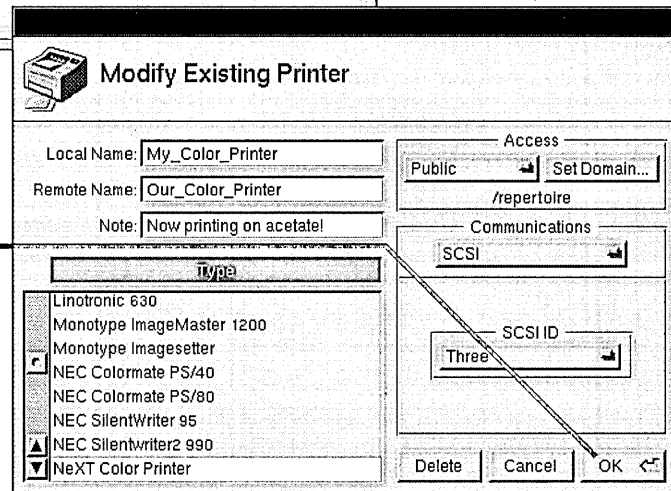 Modify Existing Printer
Local Name: My_Color_Printer
Remote Name: Our_Color_Printer
Note: Now printing on acetate!
Type
Linotronic 630
Monotype ImageMaster 1200
Monotype Imagesetter
NEC Colormate PS/40
NEC Colormate PS/80
NEC SilentWriter 95
NEC Silentwriter2 990
NeXT Color Printer
Access
Public
Set Domain...
/repertoire
Communications
SCSI
SCSI ID
Three
Delete
Cancel
OK